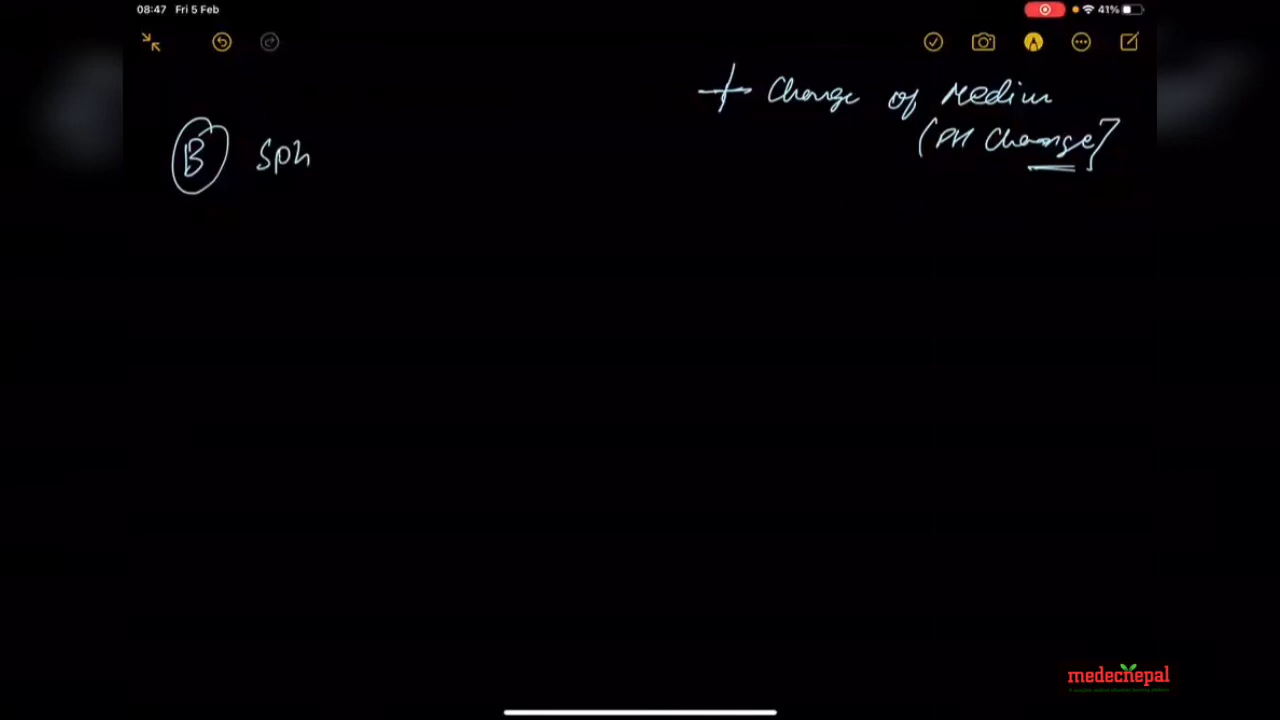 08:47 Fri 5 Feb 41%
+ Change of Medium
(PH Change]
B Sph
medecnepal